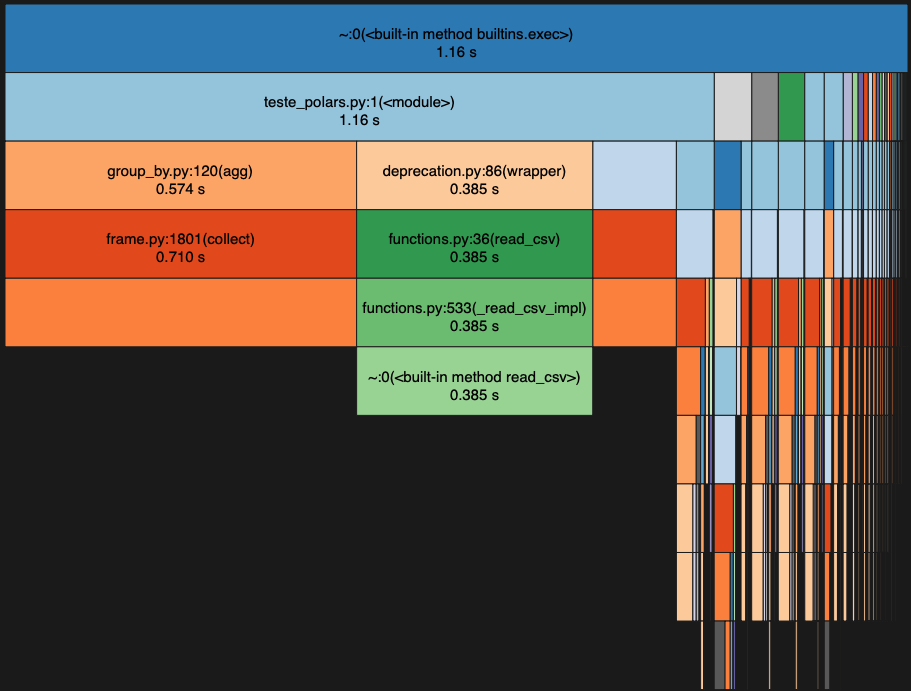 ~:0(<built-in method builtins.exec>)
1.16 s
teste_polars.py:1(<module>)
1.16 s
group_by.py:120(agg)
0.574 s
deprecation.py:86(wrapper)
0.385 s
frame.py:1801(collect)
0.710 s
functions.py:36(read_csv)
0.385 s
functions.py:533(_read_csv_impl)
0.385 s
~:0(<built-in method read_csv>)
0.385 s